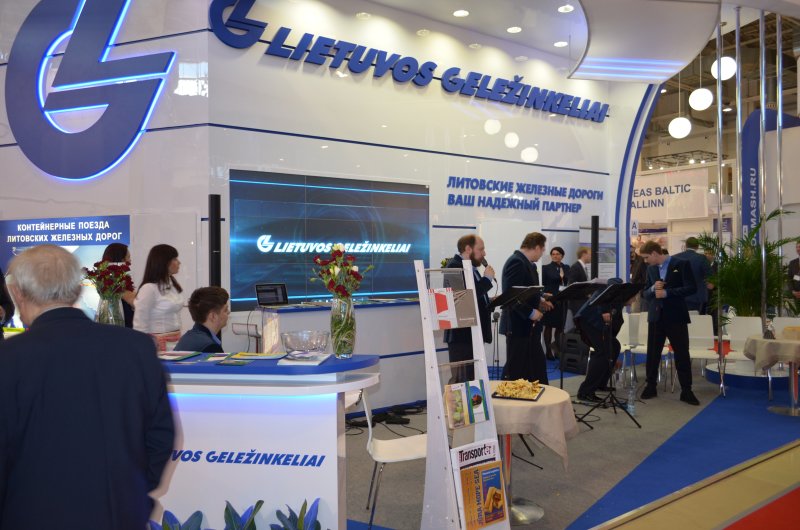 LIETUVOS GELEŽINKELIAI
ЛИТОВСКИЕ ЖЕЛЕЗНЫЕ ДОРОГИ
ВАШ НАДЕЖНЫЙ ПАРТНЕР
КОНТЕЙНЕРНЫЕ ПОЕЗДА
ЛИТОВСКИХ ЖЕЛЕЗНЫХ ДОРОГ
LIETUVOS GELEŽINKELIAI
EAS BALTIC
ALLINN
MASH.RU
Transport
UVOS GELEŽINKELIAI